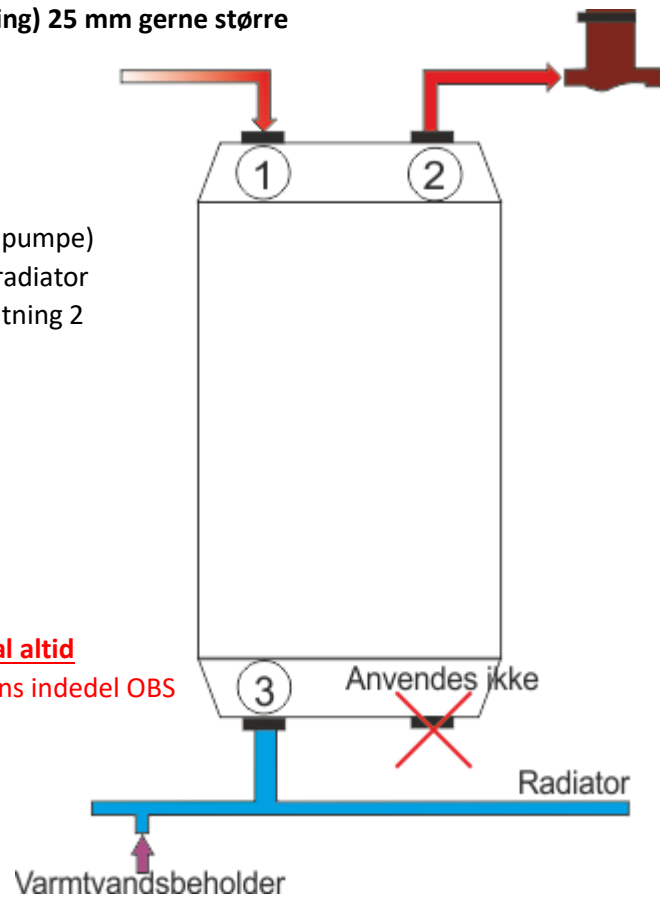 ing) 25 mm gerne større
1
2
pumpe)
radiator
tning 2
al altid
ns indedel OBS
3
Anvendes ikke
Radiator
Varmtvandsbeholder